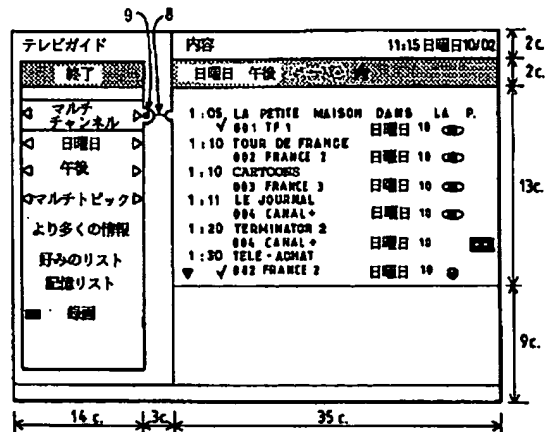 9 8
テレビガイド
内容 11:15日曜日10/02
2c.
終了
日曜日 午後
2c.
マルチ
チャンネル
日曜日
午後
マルチトピック
より多くの情報
好みのリスト
記憶リスト
録画
1:05 LA PETITE MAISON DANS LA P.
001 TF1 日曜日 10
1:10 TOUR DE FRANCE
002 FRANCE 2 日曜日 10
1:10 CARTOONS
003 FRANCE 3 日曜日 10
1:11 LE JOURNAL
004 CANAL+ 日曜日 10
1:20 TERMINATOR 2
004 CANAL+ 日曜日 10
1:30 TELE-ACHAT
002 FRANCE 2 日曜日 10
13c.
9c.
14 c. 3c. 35 c.